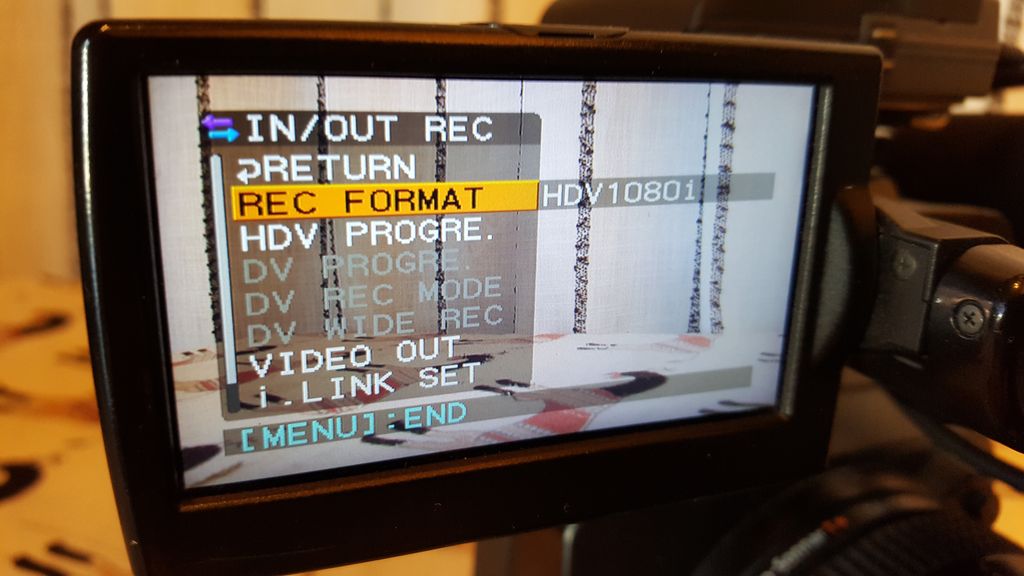 IN/OUT REC
RETURN
REC FORMAT HDV1080i
HDV PROGRE.
DV PROGRE.
DV REC MODE
DV WIDE REC
VIDEO OUT
i.LINK SET
[MENU]:END